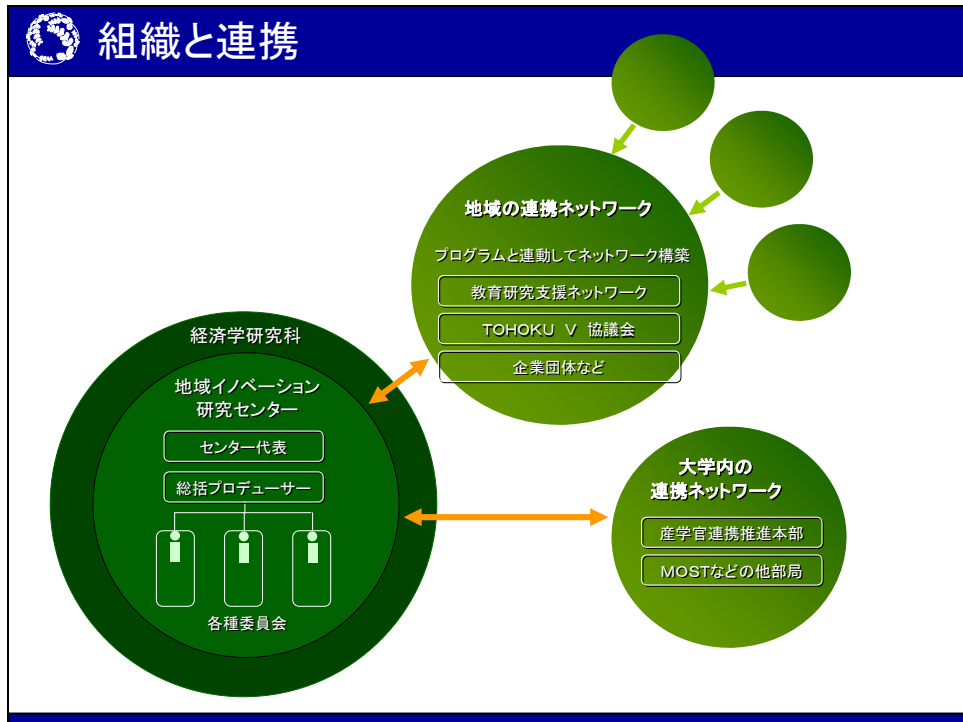 組織と連携
地域の連携ネットワーク
プログラムと連動してネットワーク構築
教育研究支援ネットワーク
TOHOKU V 協議会
企業団体など
経済学研究科
地域イノベーション
研究センター
センター代表
総括プロデューサー
各種委員会
大学内の
連携ネットワーク
産学官連携推進本部
MOSTなどの他部局